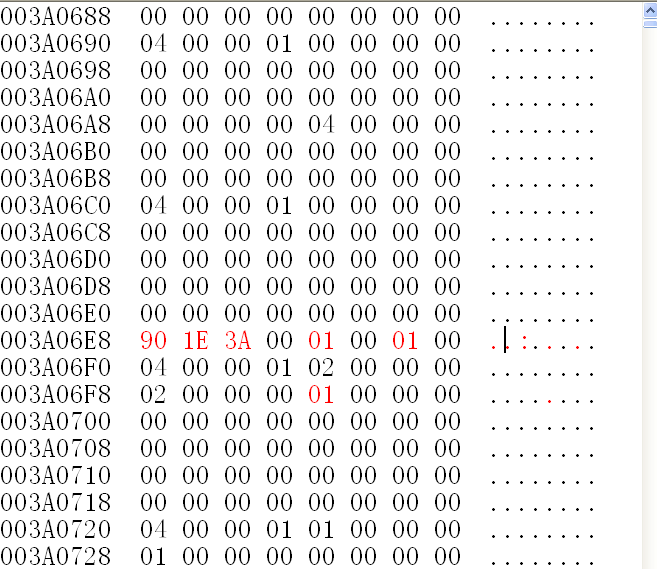 003A0688 00 00 00 00 00 00 00 00 ........
003A0690 04 00 00 01 00 00 00 00 ........
003A0698 00 00 00 00 00 00 00 00 ........
003A06A0 00 00 00 00 00 00 00 00 ........
003A06A8 00 00 00 00 04 00 00 00 ........
003A06B0 00 00 00 00 00 00 00 00 ........
003A06B8 00 00 00 00 00 00 00 00 ........
003A06C0 04 00 00 01 00 00 00 00 ........
003A06C8 00 00 00 00 00 00 00 00 ........
003A06D0 00 00 00 00 00 00 00 00 ........
003A06D8 00 00 00 00 00 00 00 00 ........
003A06E0 00 00 00 00 00 00 00 00 ........
003A06E8 90 1E 3A 00 01 00 01 00 ..:.....
003A06F0 04 00 00 01 02 00 00 00 ........
003A06F8 02 00 00 00 01 00 00 00 ........
003A0700 00 00 00 00 00 00 00 00 ........
003A0708 00 00 00 00 00 00 00 00 ........
003A0710 00 00 00 00 00 00 00 00 ........
003A0718 00 00 00 00 00 00 00 00 ........
003A0720 04 00 00 01 01 00 00 00 ........
003A0728 01 00 00 00 00 00 00 00 ........